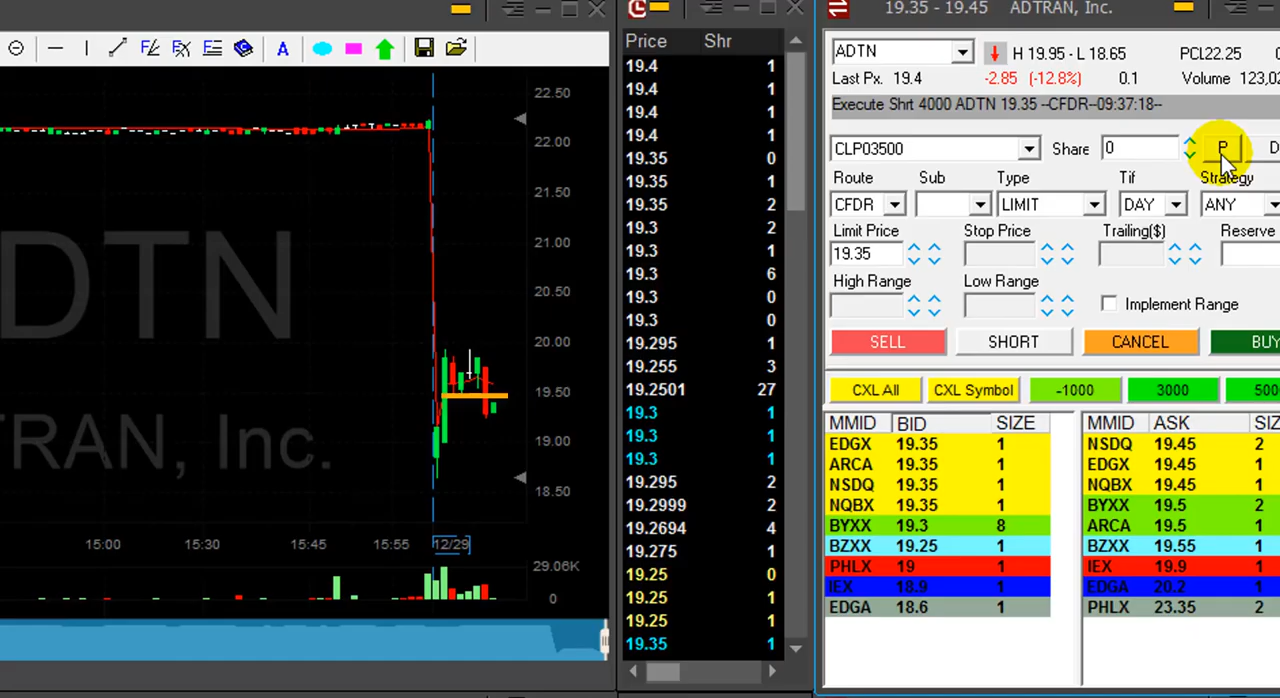 19.35 - 19.45 ADTRAN, Inc.
A
Price Shr
19.4 1
19.4 1
19.4 1
19.4 1
19.35 0
19.35 1
19.35 2
19.3 2
19.3 1
19.3 6
19.3 0
19.3 0
19.295 1
19.255 3
19.2501 27
19.3 1
19.3 1
19.3 1
19.295 2
19.2999 2
19.2694 4
19.275 1
19.25 0
19.25 1
19.25 1
19.35 1
22.50
22.00
21.50
21.00
20.50
20.00
19.50
19.00
18.50
DTN
TRAN, Inc.
15:00 15:30 15:45 15:55 12/29
29.06K
0
ADTN H 19.95 - L 18.65 PCL22.25
Last Px. 19.4 -2.85 (-12.8%) 0.1 Volume 123,02
Execute Shrt 4000 ADTN 19.35 --CFDR--09:37:18--
CLP03500 Share 0 P D
Route Sub Type Tif Strategy
CFDR LIMIT DAY ANY
Limit Price Stop Price Trailing($) Reserve
19.35
High Range Low Range
Implement Range
SELL SHORT CANCEL BUY
CXL All CXL Symbol -1000 3000 500
MMID BID SIZE MMID ASK SIZ
EDGX 19.35 1 NSDQ 19.45 2
ARCA 19.35 1 EDGX 19.45 1
NSDQ 19.35 1 NQBX 19.45 1
NQBX 19.35 1 BYXX 19.5 2
BYXX 19.3 8 ARCA 19.5 1
BZXX 19.25 1 BZXX 19.55 1
PHLX 19 1 IEX 19.9 1
IEX 18.9 1 EDGA 20.2 1
EDGA 18.6 1 PHLX 23.35 2